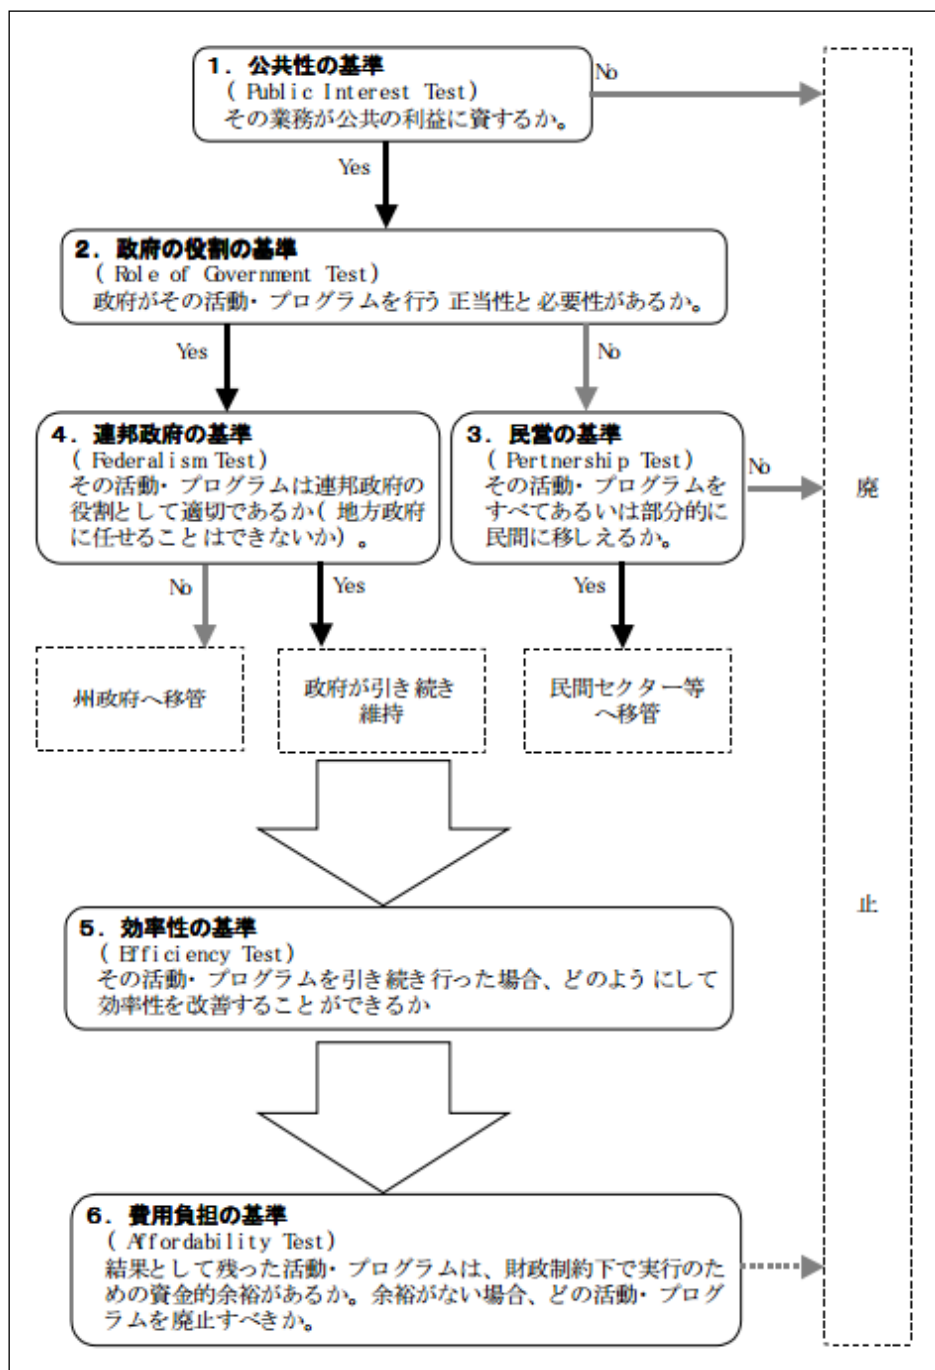 1. 公共性の基準
( Public Interest Test)
その業務が公共の利益に資するか。
No
Yes
2. 政府の役割の基準
( Role of Government Test)
政府がその活動・プログラムを行う正当性と必要性があるか。
Yes
No
4. 連邦政府の基準
( Federalism Test)
その活動・プログラムは連邦政府の
役割として適切であるか( 地方政府
に任せることはできないか) 。
3. 民営の基準
( Pertnership Test)
その活動・プログラムを
すべてあるいは部分的に
民間に移しえるか。
No
廃
No
Yes
Yes
州政府へ移管
政府が引き続き
維持
民間セクター等
へ移管
止
5. 効率性の基準
( Efficiency Test)
その活動・プログラムを引き続き行った場合、どのようにして
効率性を改善することができるか
6. 費用負担の基準
( Affordability Test)
結果として残った活動・プログラムは、財政制約下で実行のた
めの資金的余裕があるか。余裕がない場合、どの活動・プログ
ラムを廃止すべきか。